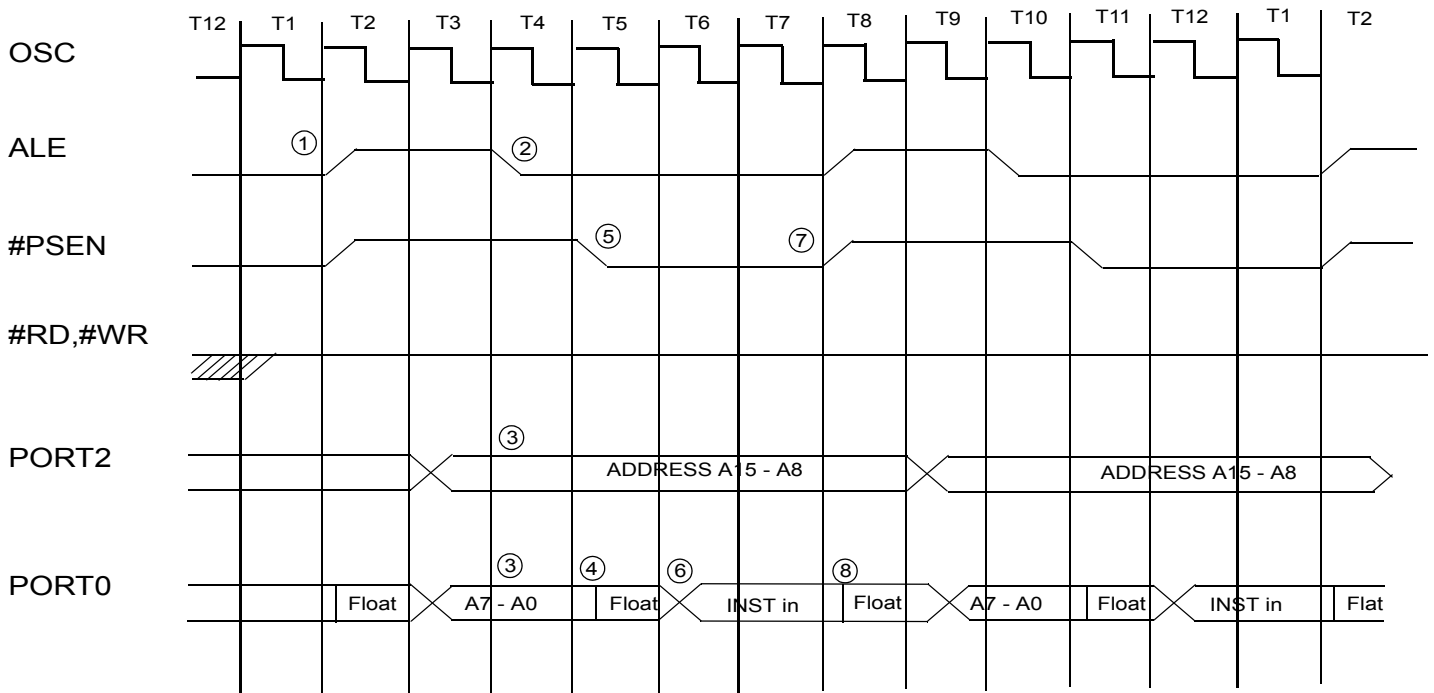 T12 T1 T2 T3 T4 T5 T6 T7 T8 T9 T10 T11 T12 T1 T2
OSC
ALE ① ②
#PSEN ⑤ ⑦
#RD,#WR
③
PORT2 ADDRESS A15 - A8 ADDRESS A15 - A8
③ ④ ⑥ ⑧
PORT0 Float A7 - A0 Float INST in Float A7 - A0 Float INST in Flat